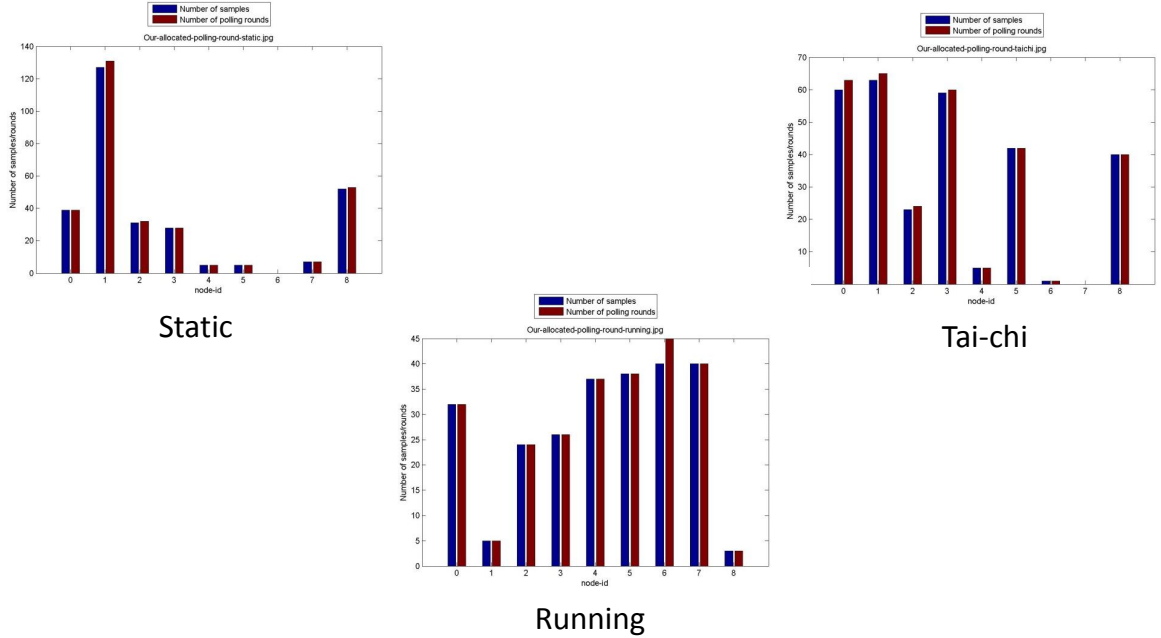 Number of samples
Number of polling rounds
Our-allocated-polling-round-static.jpg
140
120
100
80
60
40
20
0
Number of samples/rounds
0 1 2 3 4 5 6 7 8
node-id
Static
Number of samples
Number of polling rounds
Our-allocated-polling-round-taichi.jpg
70
60
50
40
30
20
10
Number of samples/rounds
0 1 2 3 4 5 6 7 8
node-id
Tai-chi
Number of samples
Number of polling rounds
Our-allocated-polling-round-running.jpg
45
40
35
30
25
20
15
10
5
0
Number of samples/rounds
0 1 2 3 4 5 6 7 8
node-id
Running